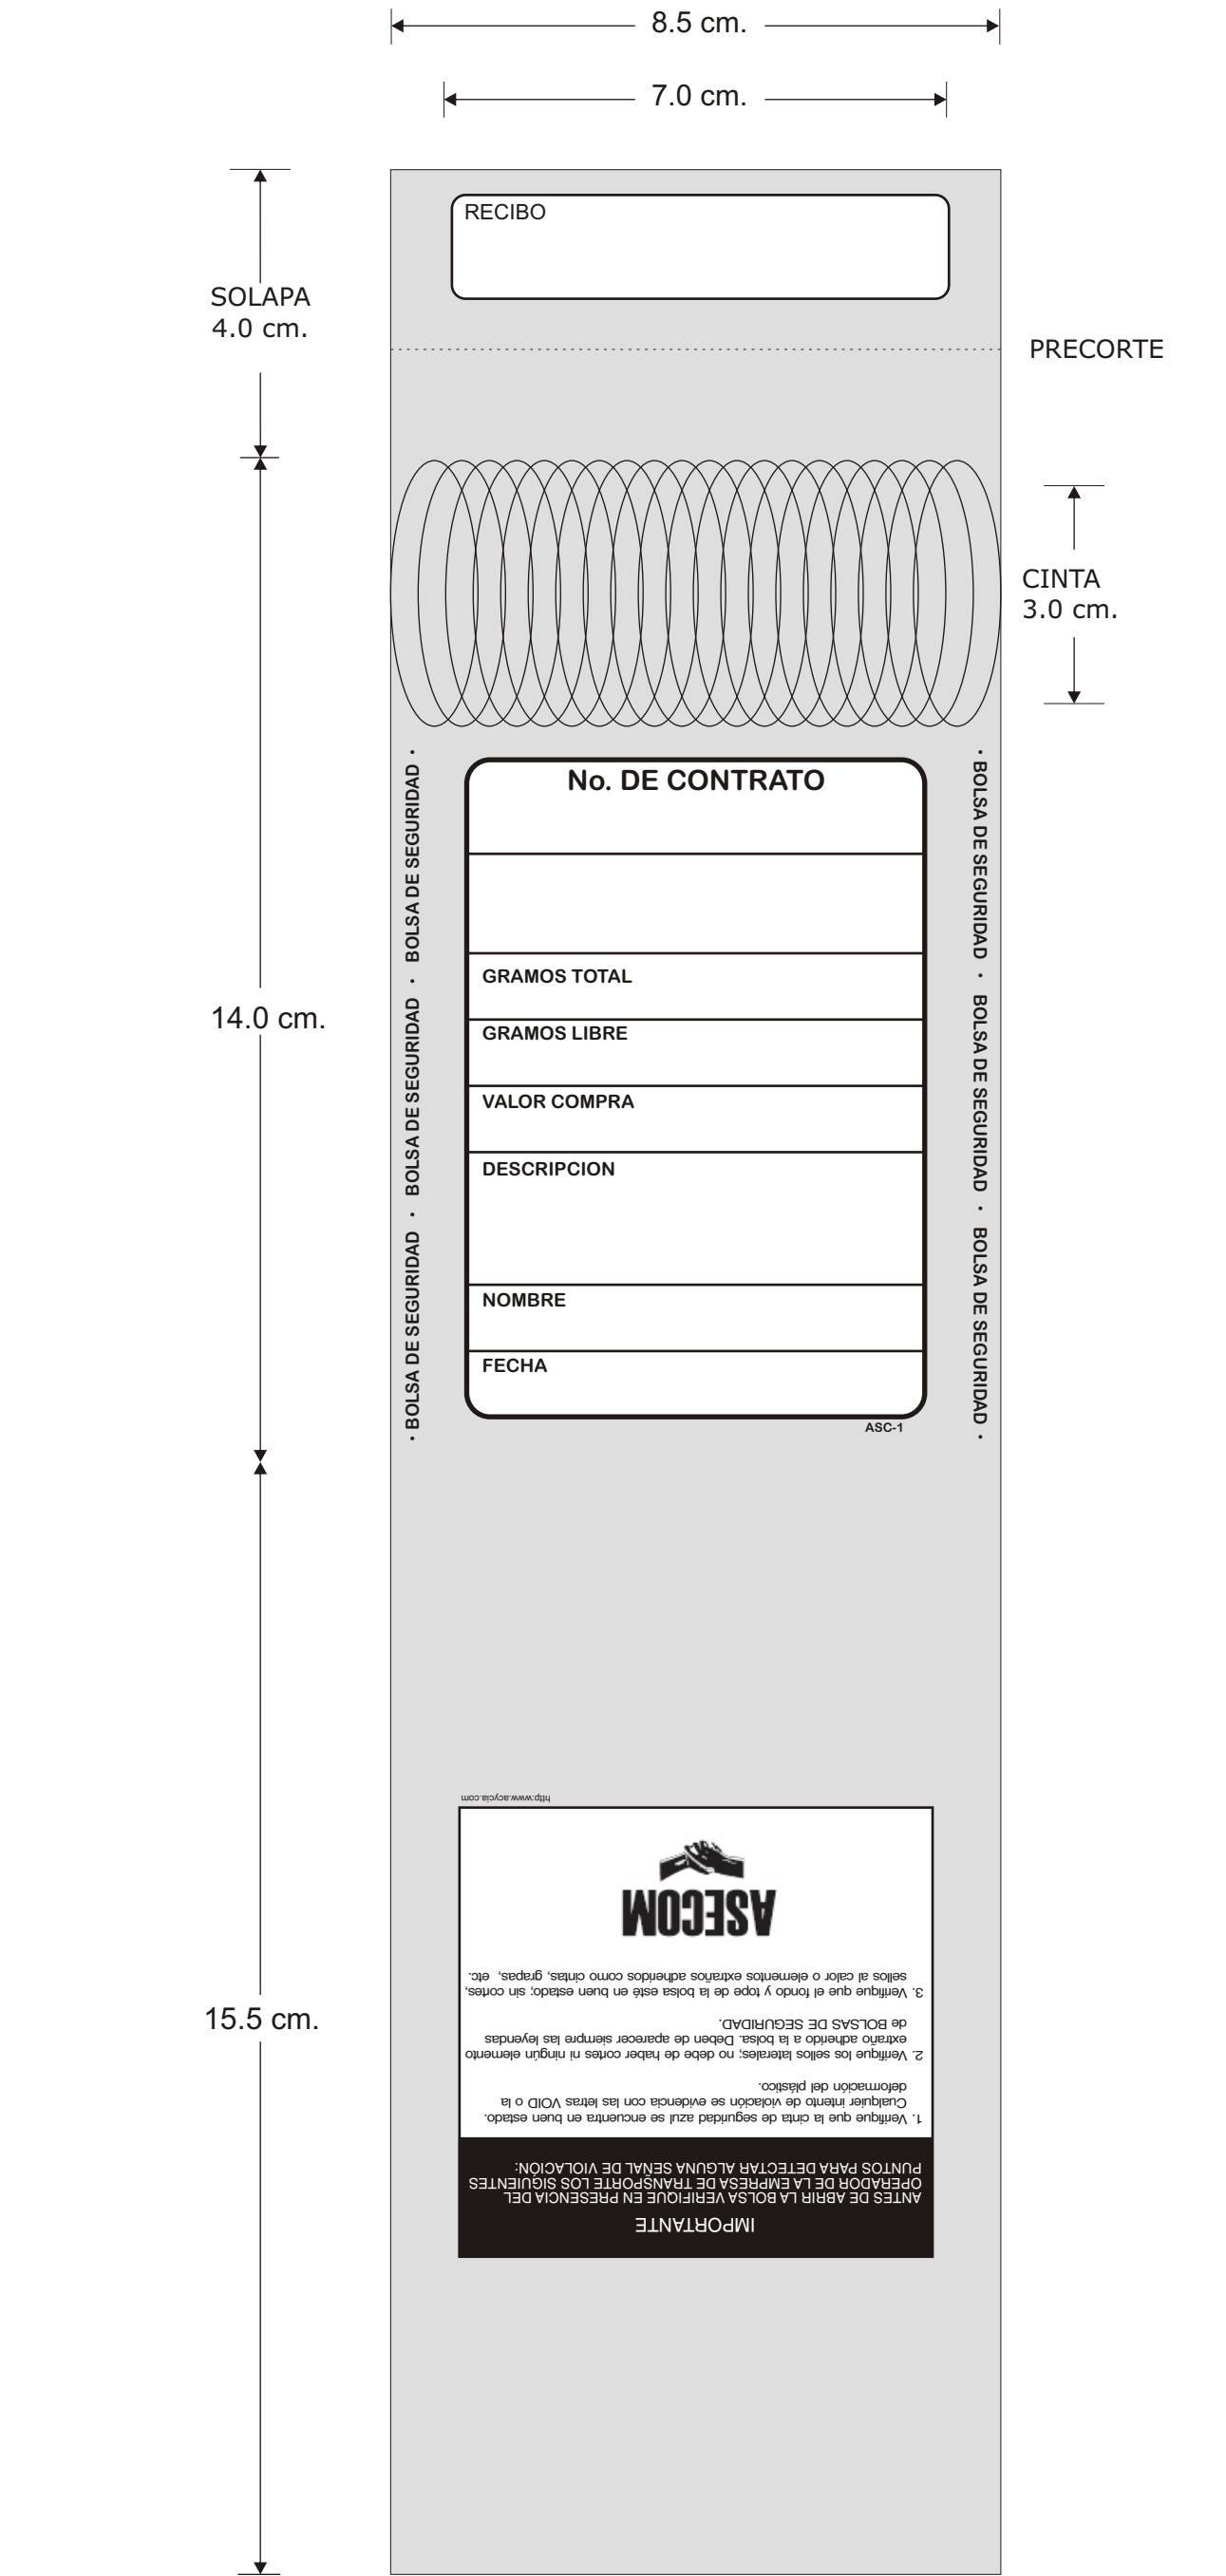 8.5 cm.
7.0 cm.
RECIBO
SOLAPA
4.0 cm.
PRECORTE
CINTA
3.0 cm.
No. DE CONTRATO
GRAMOS TOTAL
GRAMOS LIBRE
VALOR COMPRA
DESCRIPCION
NOMBRE
FECHA
ASC-1
• BOLSA DE SEGURIDAD • BOLSA DE SEGURIDAD • BOLSA DE SEGURIDAD •
• BOLSA DE SEGURIDAD • BOLSA DE SEGURIDAD • BOLSA DE SEGURIDAD •
14.0 cm.
15.5 cm.
IMPORTANTE
ANTES DE ABRIR LA BOLSA VERIFIQUE EN PRESENCIA DEL
OPERADOR DE LA EMPRESA DE TRANSPORTE LOS SIGUIENTES
PUNTOS PARA DETECTAR ALGUNA SEÑAL DE VIOLACIÓN:
1. Verifique que la cinta de seguridad azul se encuentra en buen estado.
Cualquier intento de violación se evidencia con las letras VOID o la
deformación del plástico.
2. Verifique los sellos laterales; no debe de haber cortes ni ningún elemento
extraño adherido a la bolsa. Deben de aparecer siempre las leyendas
de BOLSAS DE SEGURIDAD.
3. Verifique que el fondo y tope de la bolsa esté en buen estado; sin cortes,
sellos al calor o elementos extraños adheridos como cintas, grapas, etc.
ASECOM
http:www.acycia.com